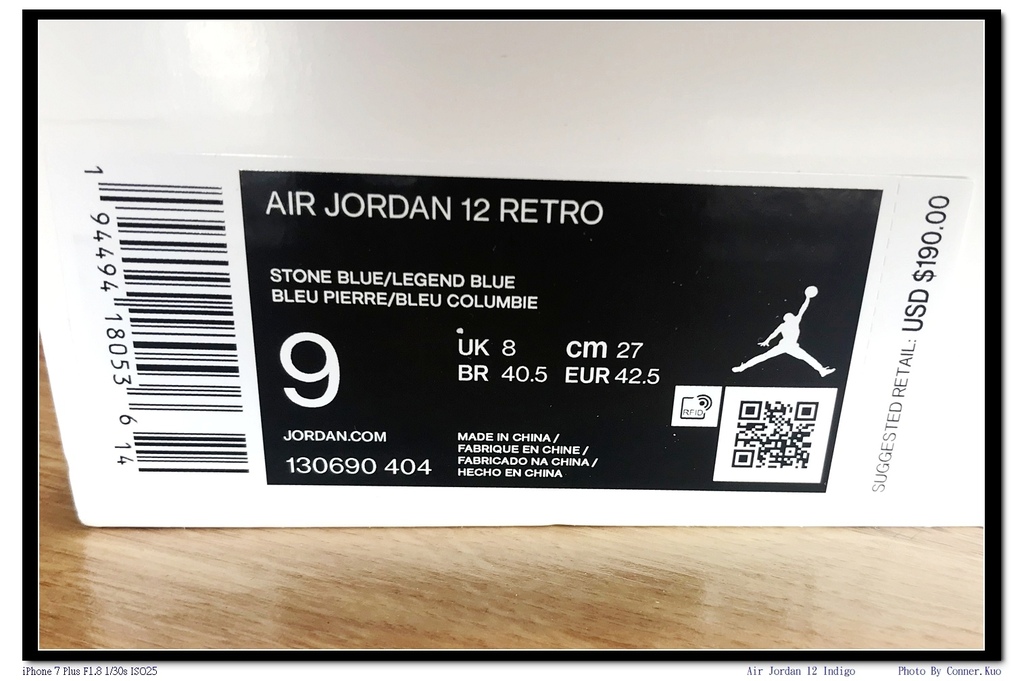 1 94494 18053 6 14
AIR JORDAN 12 RETRO
STONE BLUE/LEGEND BLUE
BLEU PIERRE/BLEU COLUMBIE
9
UK 8 cm 27
BR 40.5 EUR 42.5
RFID
JORDAN.COM
130690 404
MADE IN CHINA /
FABRIQUE EN CHINE /
FABRICADO NA CHINA /
HECHO EN CHINA
SUGGESTED RETAIL: USD $190.00
iPhone 7 Plus F1.8 1/30s ISO25
Air Jordan 12 Indigo Photo By Conner.Kuo